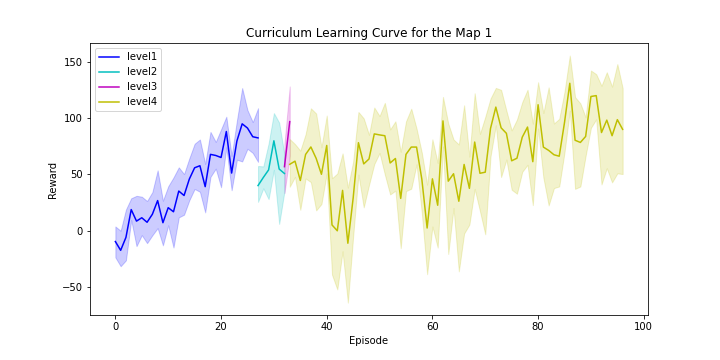 Curriculum Learning Curve for the Map 1
level1
level2
level3
level4
Reward
150
100
50
0
−50
0
20
40
60
80
100
Episode